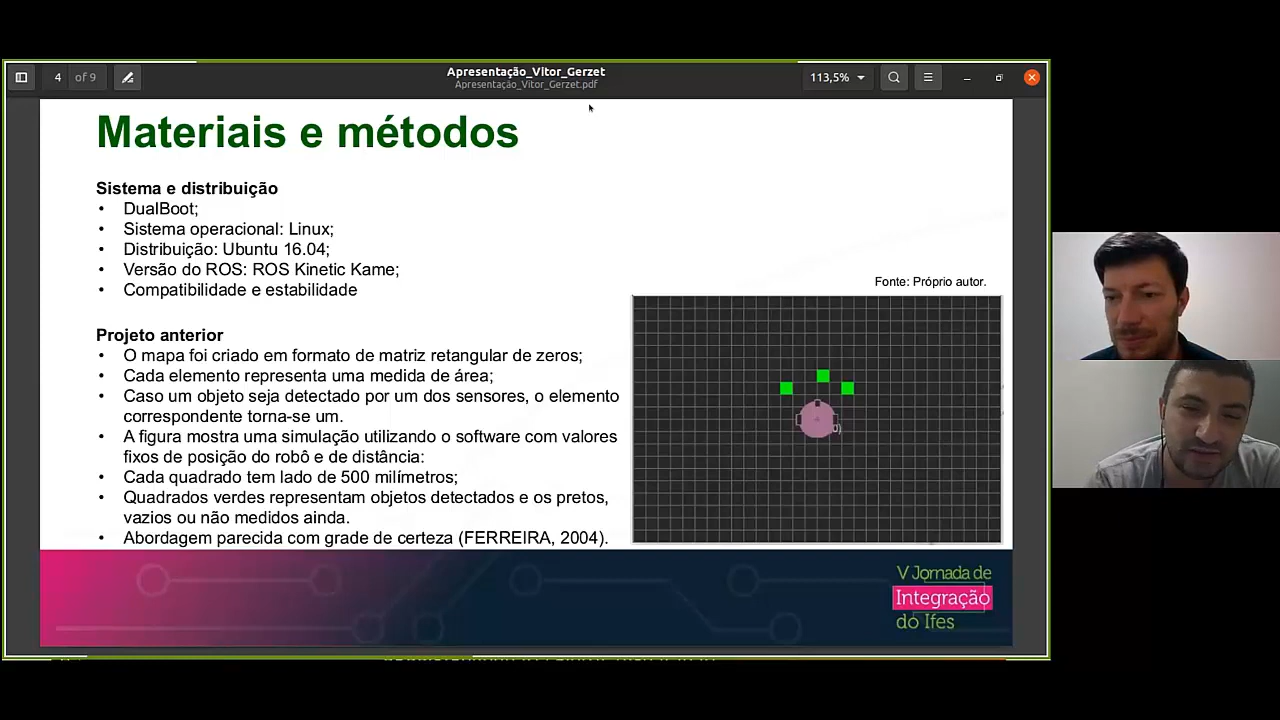 4 of 9
Apresentação_Vitor_Gerzet
Apresentação_Vitor_Gerzet.pdf
113,5%
Materiais e métodos
Sistema e distribuição
• DualBoot;
• Sistema operacional: Linux;
• Distribuição: Ubuntu 16.04;
• Versão do ROS: ROS Kinetic Kame;
• Compatibilidade e estabilidade
Fonte: Próprio autor.
Projeto anterior
• O mapa foi criado em formato de matriz retangular de zeros;
• Cada elemento representa uma medida de área;
• Caso um objeto seja detectado por um dos sensores, o elemento
correspondente torna-se um.
• A figura mostra uma simulação utilizando o software com valores
fixos de posição do robô e de distância:
• Cada quadrado tem lado de 500 milímetros;
• Quadrados verdes representam objetos detectados e os pretos,
vazios ou não medidos ainda.
• Abordagem parecida com grade de certeza (FERREIRA, 2004).
V Jornada de
Integração
do Ifes